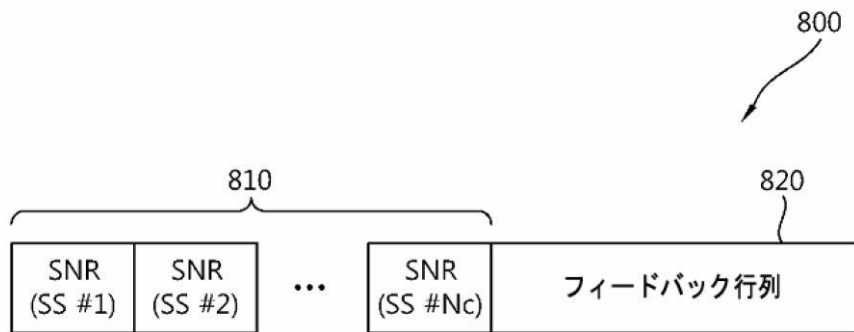 800
810
820
SNR
(SS #1)
SNR
(SS #2)
...
SNR
(SS #Nc)
フィードバック行列